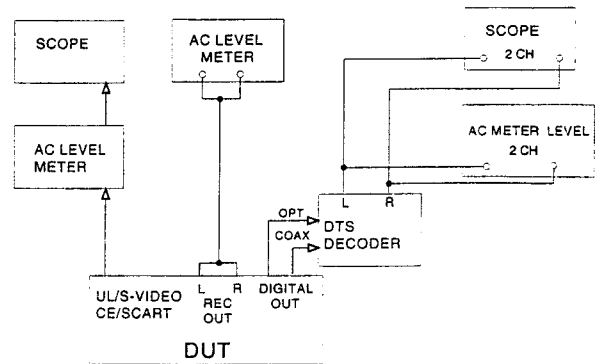 SCOPE
AC LEVEL
METER
SCOPE
2 CH
AC LEVEL
METER
AC METER LEVEL
2 CH
L R
OPT
COAX
DTS
DECODER
UL/S-VIDEO
CE/SCART
L R
REC
OUT
DIGITAL
OUT
DUT